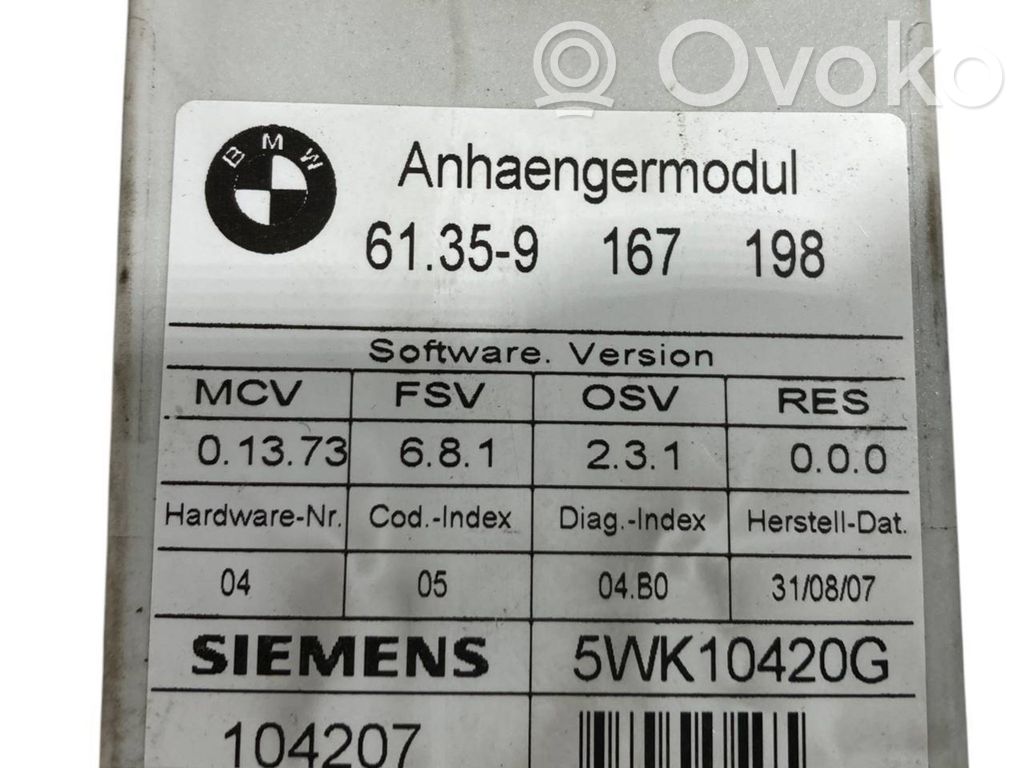 Ovoko
BMW
Anhaengermodul
61.35-9 167 198
Software. Version
MCV FSV OSV RES
0.13.73 6.8.1 2.3.1 0.0.0
Hardware-Nr. Cod.-Index Diag.-Index Herstell-Dat.
04 05 04.B0 31/08/07
SIEMENS 5WK10420G
104207